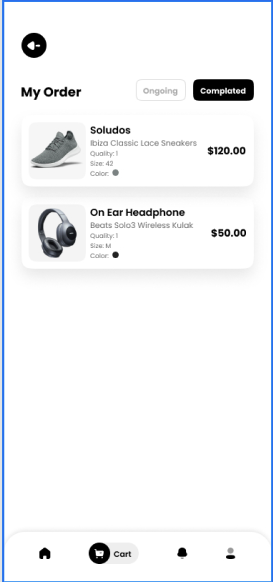 My Order
Ongoing
Complated
Soludos
Ibiza Classic Lace Sneakers
Quality: 1
Size: 42
Color:
$120.00
On Ear Headphone
Beats Solo3 Wireless Kulak
Quality: 1
Size: M
Color:
$50.00
Cart